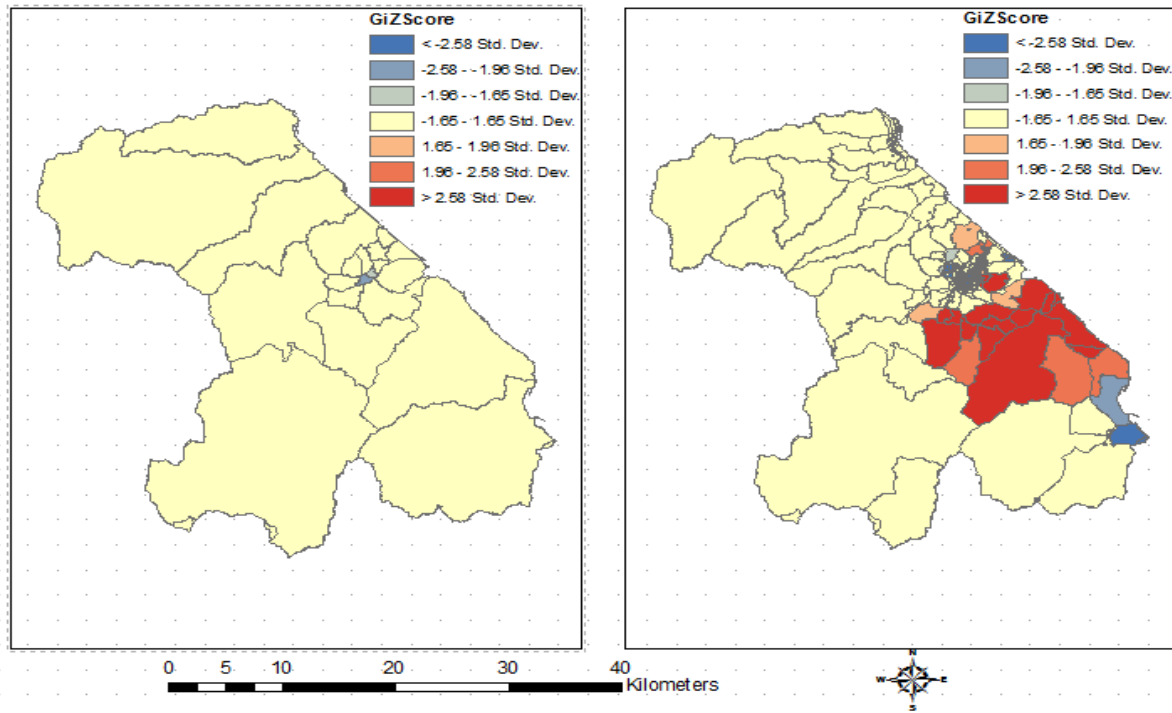 GiZScore
< -2.58 Std. Dev.
-2.58 - -1.96 Std. Dev.
-1.96 - -1.65 Std. Dev.
-1.65 - 1.65 Std. Dev.
1.65 - 1.96 Std. Dev.
1.96 - 2.58 Std. Dev.
> 2.58 Std. Dev.
GiZScore
< -2.58 Std. Dev.
-2.58 - -1.96 Std. Dev.
-1.96 - -1.65 Std. Dev.
-1.65 - 1.65 Std. Dev.
1.65 - 1.96 Std. Dev.
1.96 - 2.58 Std. Dev.
> 2.58 Std. Dev.
0 5 10 20 30 40
Kilometers
N
W E
S